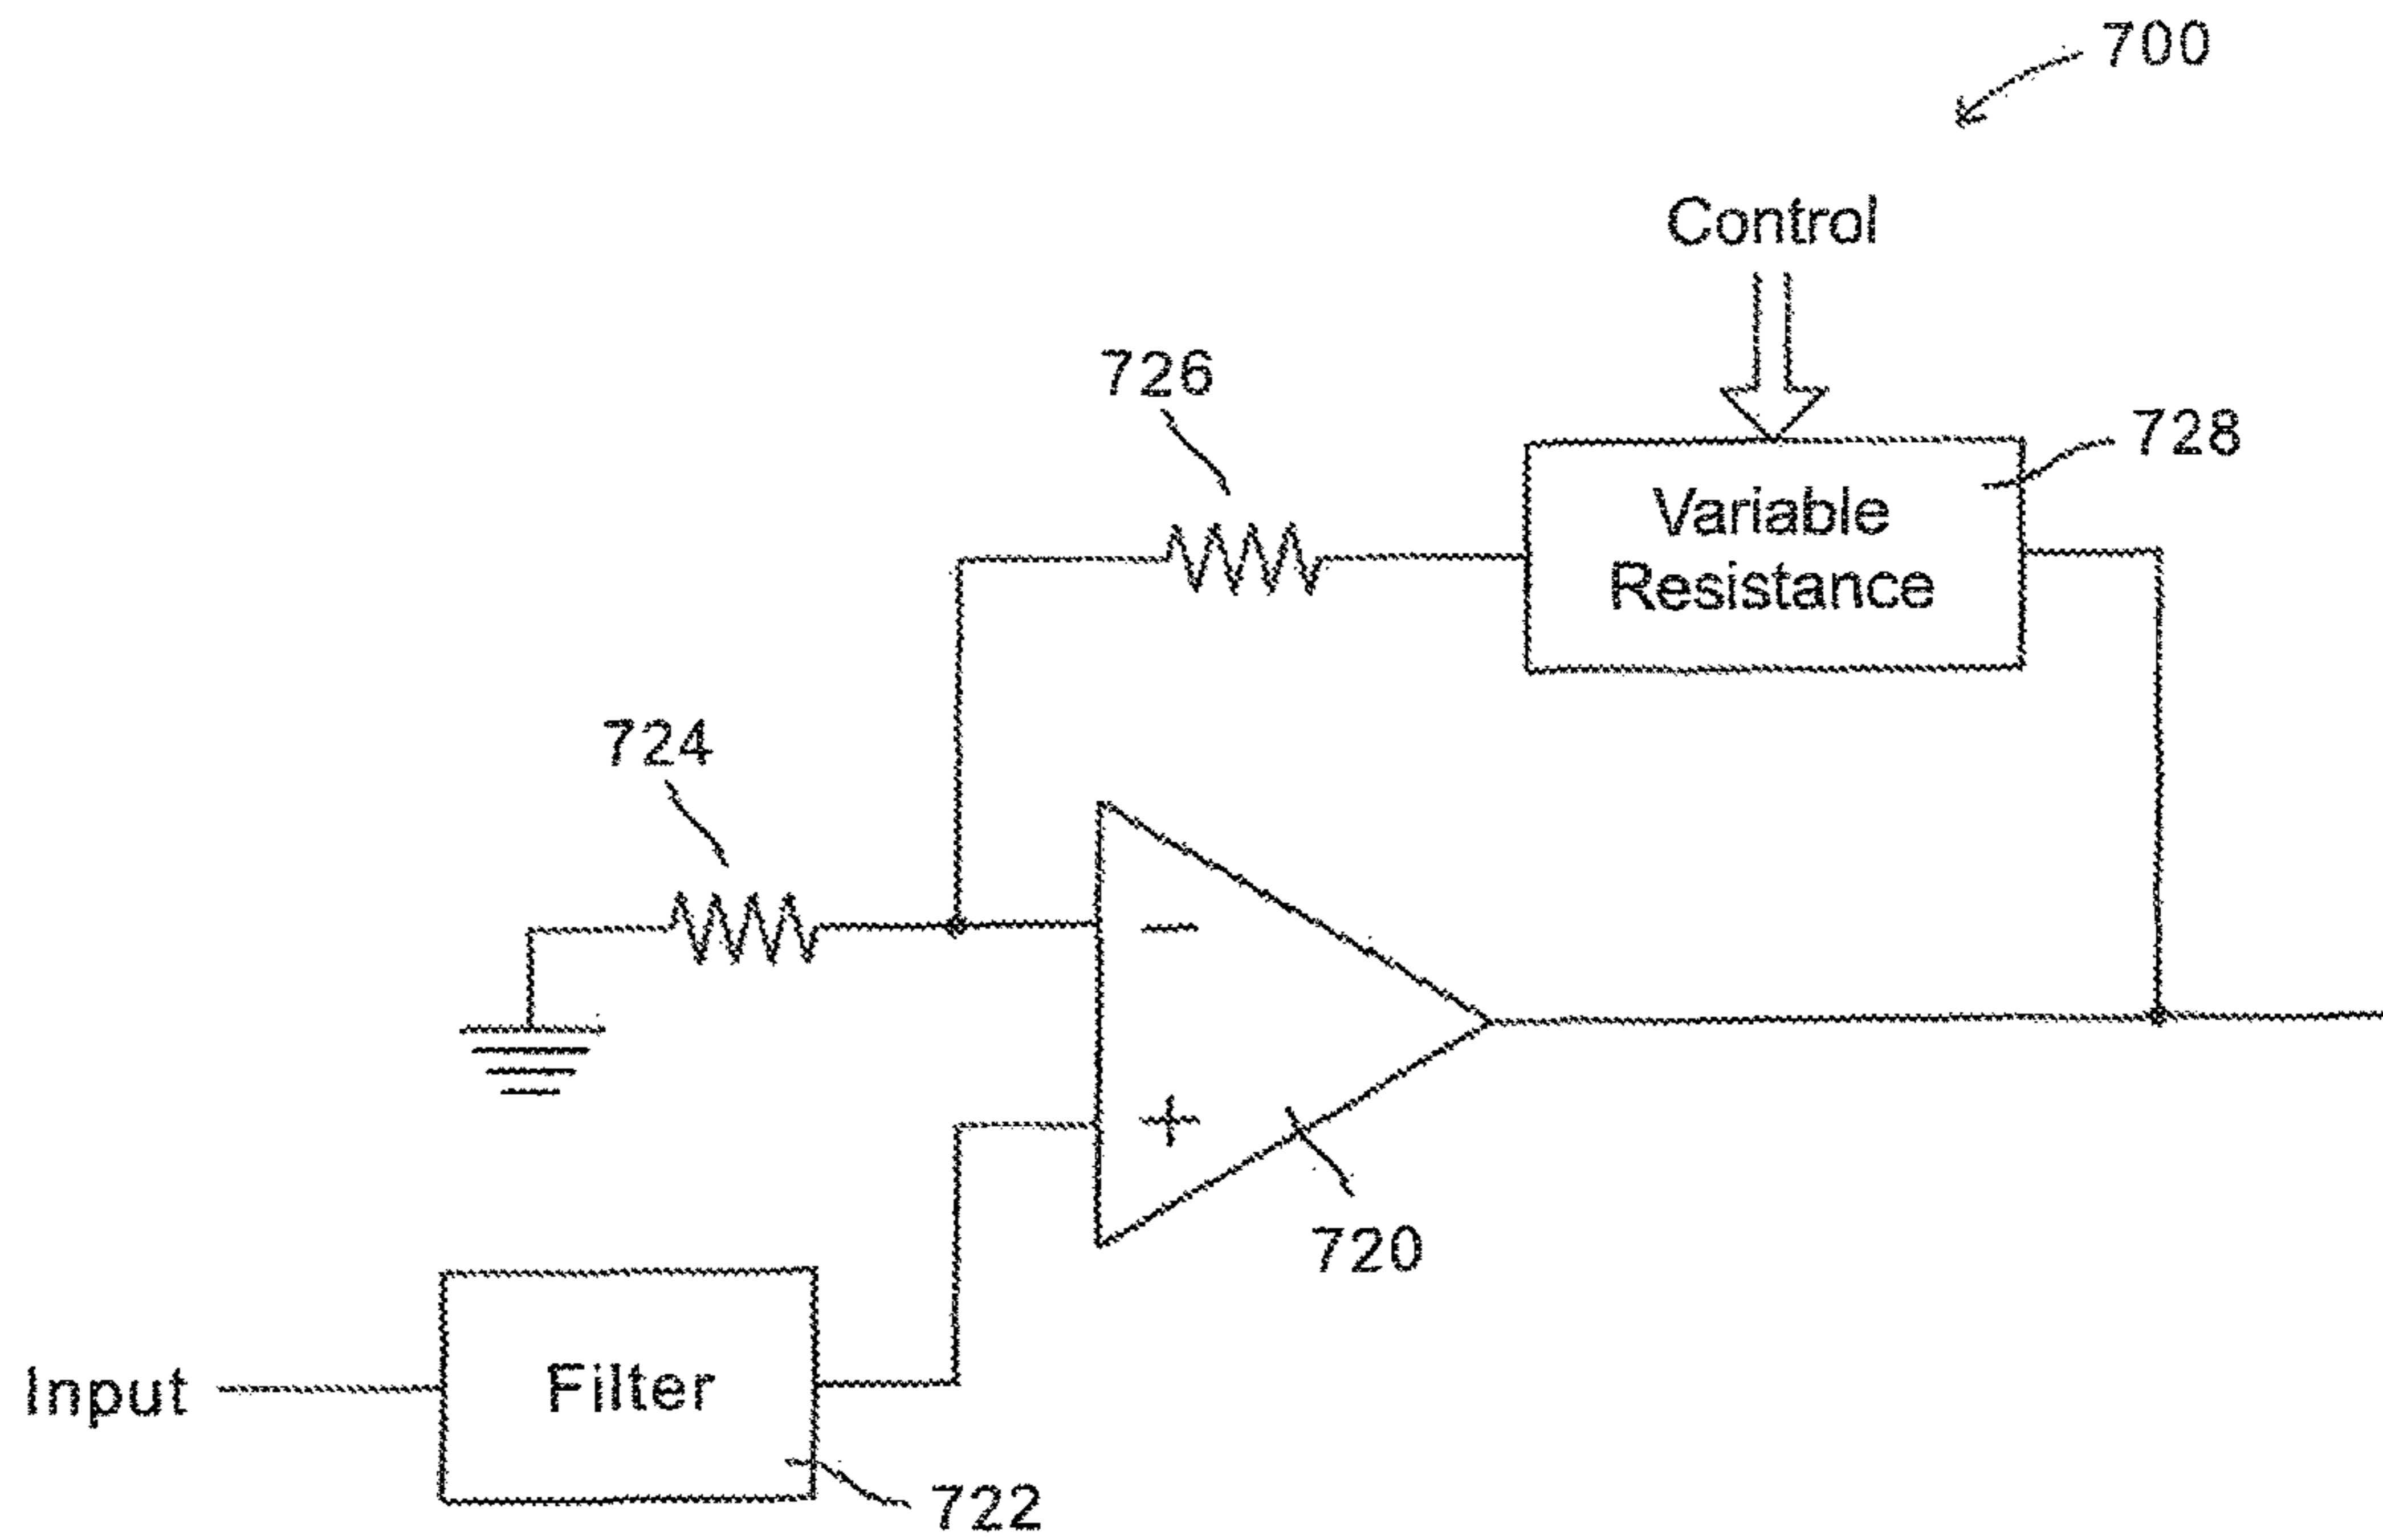 700
Control
726
728
Variable
Resistance
724
−
+
720
Input
Filter
722